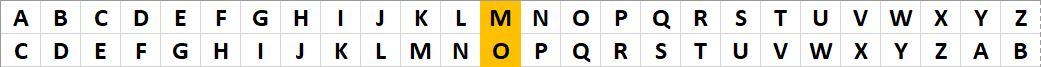 A B C D E F G H I J K L M N O P Q R S T U V W X Y Z
C D E F G H I J K L M N O P Q R S T U V W X Y Z A B